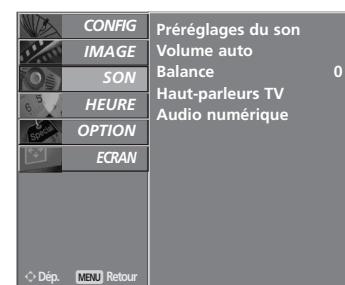 CONFIG
IMAGE
SON
HEURE
OPTION
ECRAN
Préréglages du son
Volume auto
Balance 0
Haut-parleurs TV
Audio numérique
Dép. MENU Retour